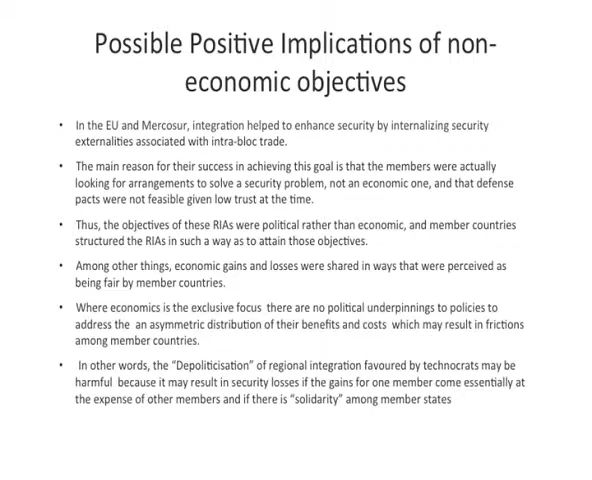 Possible Positive Implications of non-
economic objectives
• In the EU and Mercosur, integration helped to enhance security by internalizing security
externalities associated with intra-bloc trade.
• The main reason for their success in achieving this goal is that the members were actually
looking for arrangements to solve a security problem, not an economic one, and that defense
pacts were not feasible given low trust at the time.
• Thus, the objectives of these RIAs were political rather than economic, and member countries
structured the RIAs in such a way as to attain those objectives.
• Among other things, economic gains and losses were shared in ways that were perceived as
being fair by member countries.
• Where economics is the exclusive focus there are no political underpinnings to policies to
address the an asymmetric distribution of their benefits and costs which may result in frictions
among member countries.
• In other words, the “Depoliticisation” of regional integration favoured by technocrats may be
harmful because it may result in security losses if the gains for one member come essentially at
the expense of other members and if there is “solidarity” among member states